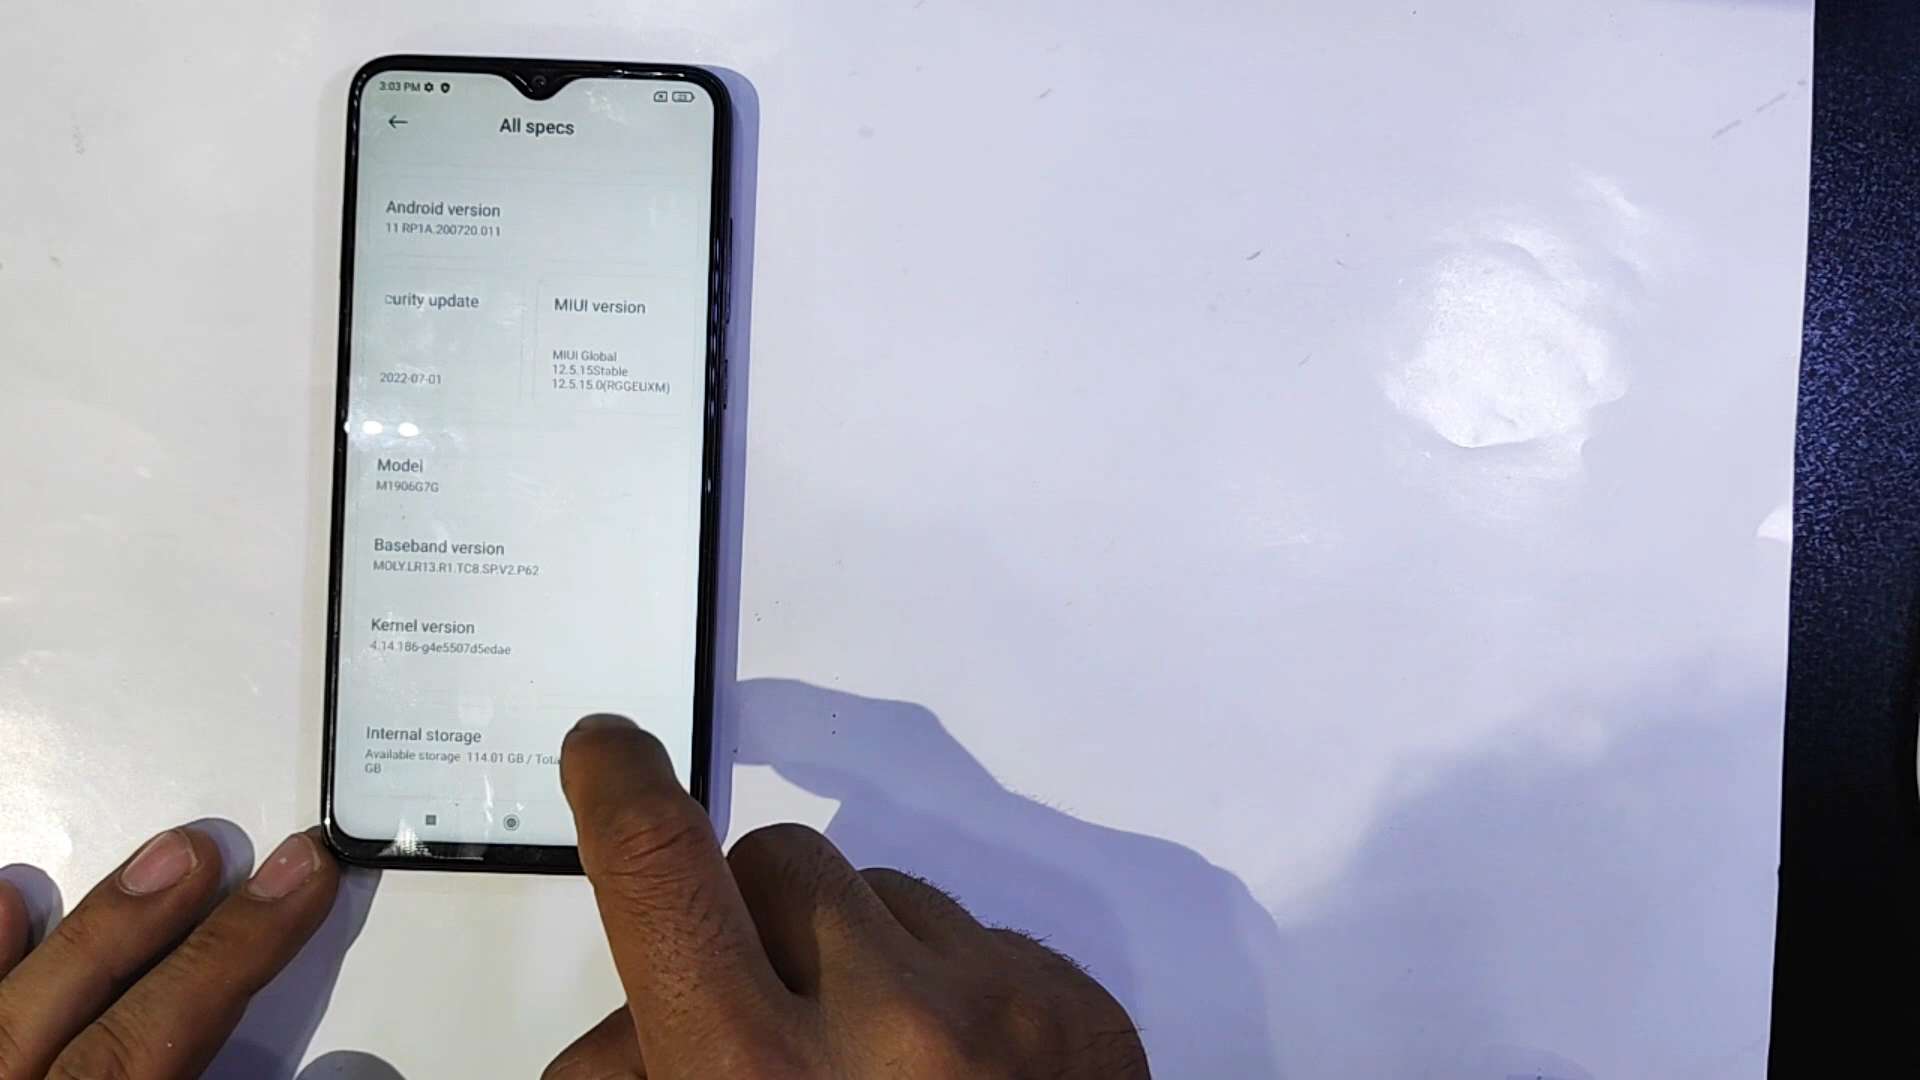 3:03 PM
All specs
Android version
11 RP1A.200720.011
curity update
2022-07-01
MIUI version
MIUI Global
12.5.15Stable
12.5.15.0(RGGEUXM)
Model
M1906G7G
Baseband version
MOLY.LR13.R1.TC8.SP.V2.P62
Kernel version
4.14.186-g4e5507d5edae
Internal storage
Available storage 114.01 GB / Tota
GB